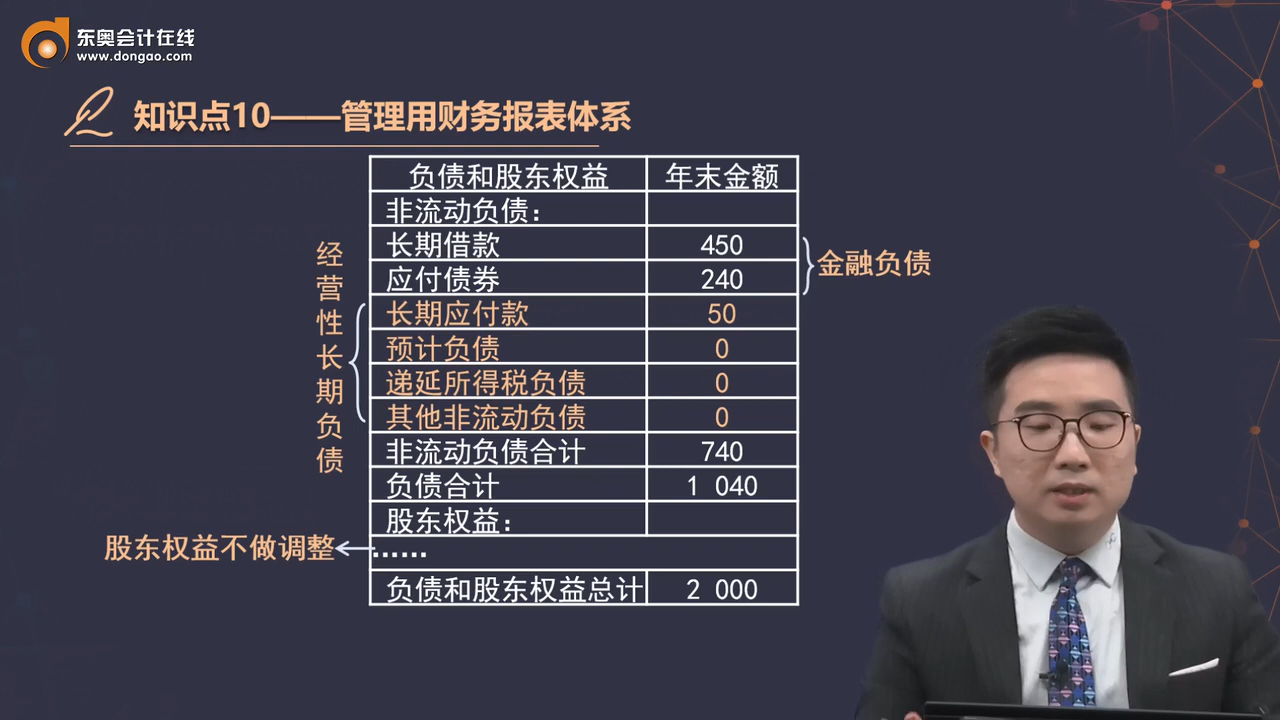 东奥会计在线
www.dongao.com
知识点10——管理用财务报表体系
负债和股东权益 年末金额
非流动负债：
长期借款 450
应付债券 240
金融负债
长期应付款 50
预计负债 0
递延所得税负债 0
其他非流动负债 0
经营性长期负债
非流动负债合计 740
负债合计 1 040
股东权益：
股东权益不做调整
……
负债和股东权益总计 2 000